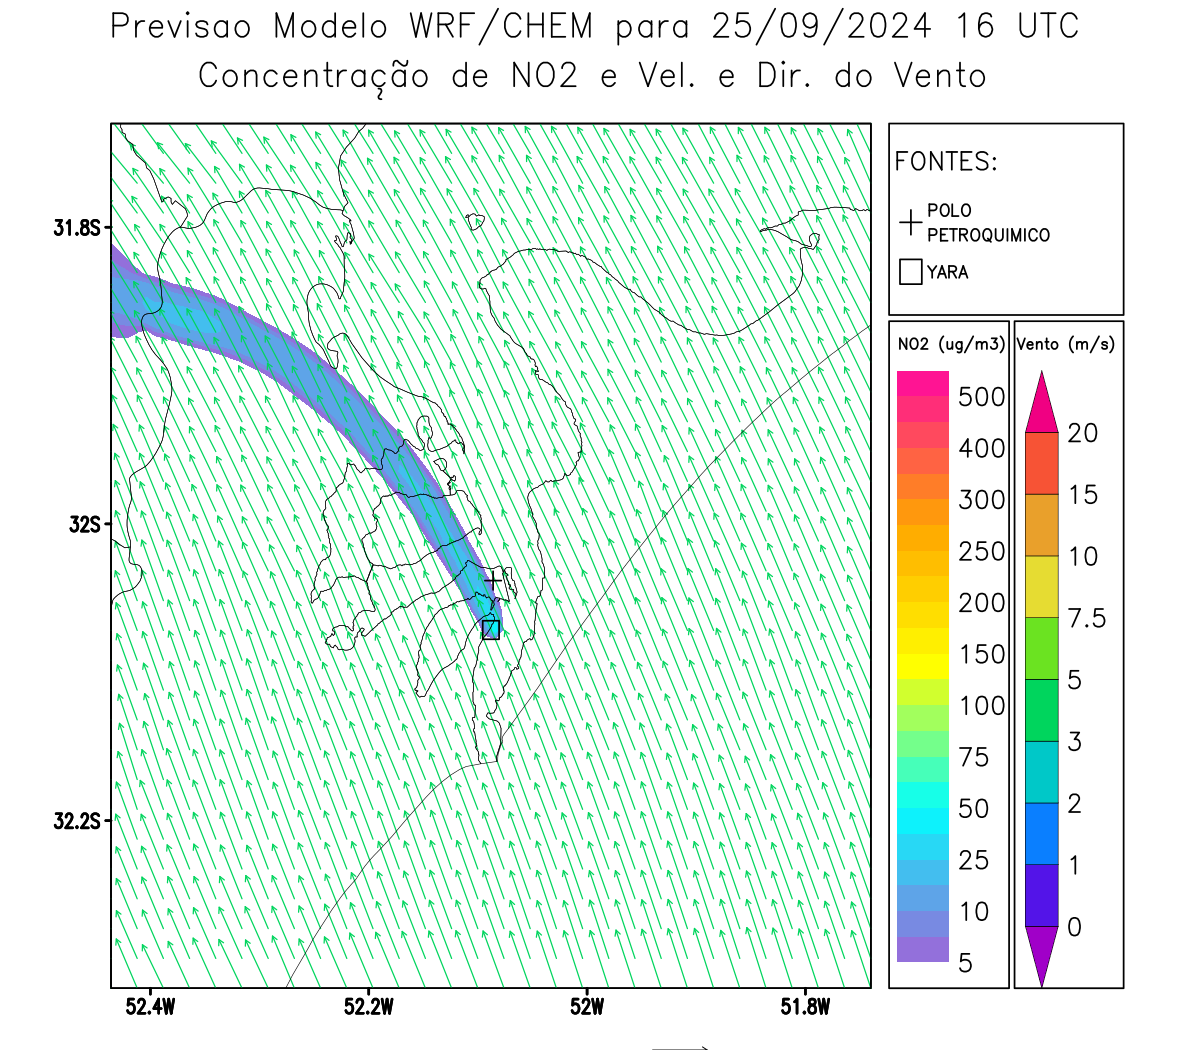 Previsao Modelo WRF/CHEM para 25/09/2024 16 UTC
Concentração de NO2 e Vel. e Dir. do Vento
31.8S
32S
32.2S
52.4W
52.2W
52W
51.8W
FONTES:
POLO
PETROQUIMICO
YARA
NO2 (ug/m3)
500
400
300
250
200
150
100
75
50
25
10
5
Vento (m/s)
20
15
10
7.5
5
3
2
1
0